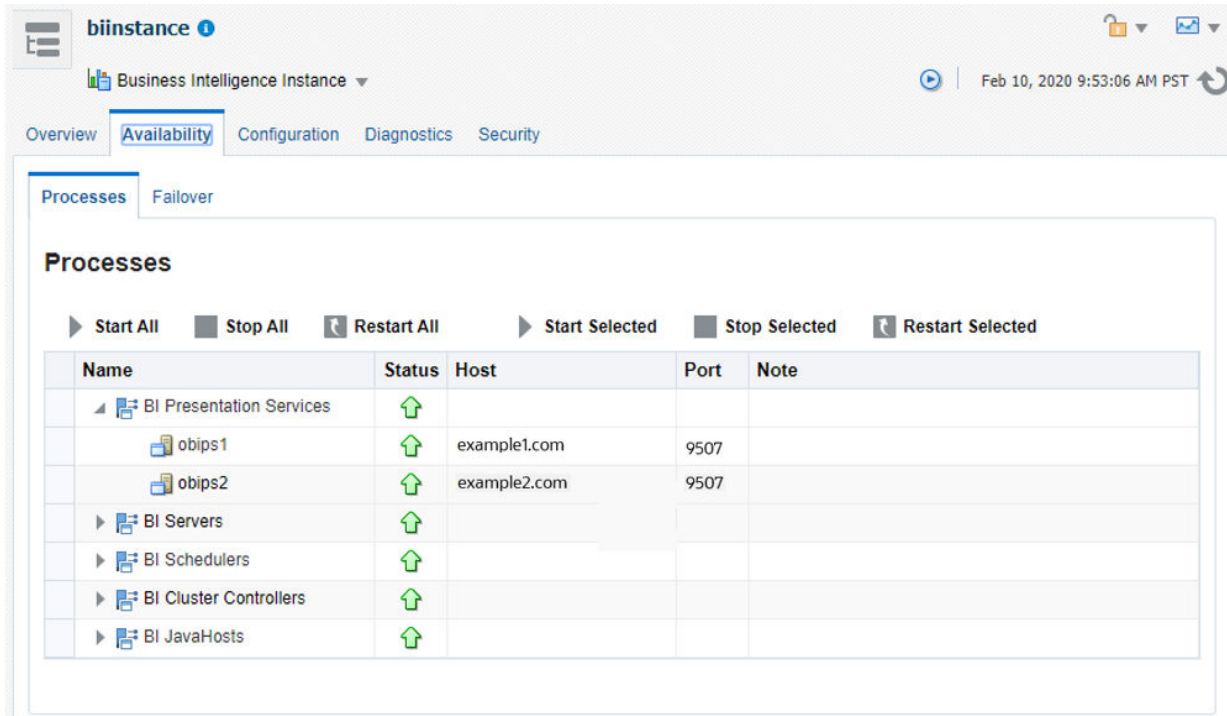 biinstance
Business Intelligence Instance
Feb 10, 2020 9:53:06 AM PST
Overview Availability Configuration Diagnostics Security
Processes Failover
Processes
Start All Stop All Restart All Start Selected Stop Selected Restart Selected
Name Status Host Port Note
BI Presentation Services
obips1 example1.com 9507
obips2 example2.com 9507
BI Servers
BI Schedulers
BI Cluster Controllers
BI JavaHosts